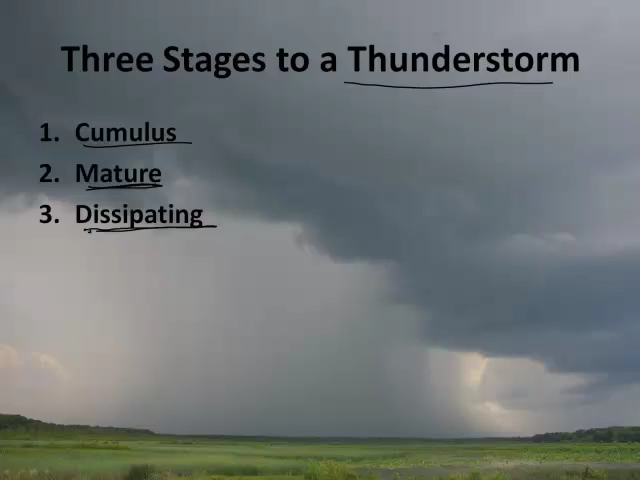 Three Stages to a Thunderstorm
1. Cumulus
2. Mature
3. Dissipating